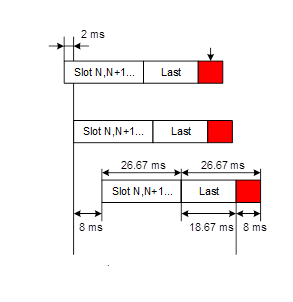 2 ms
Slot N,N+1... Last
Slot N,N+1... Last
26.67 ms 26.67 ms
Slot N,N+1... Last
8 ms 18.67 ms 8 ms